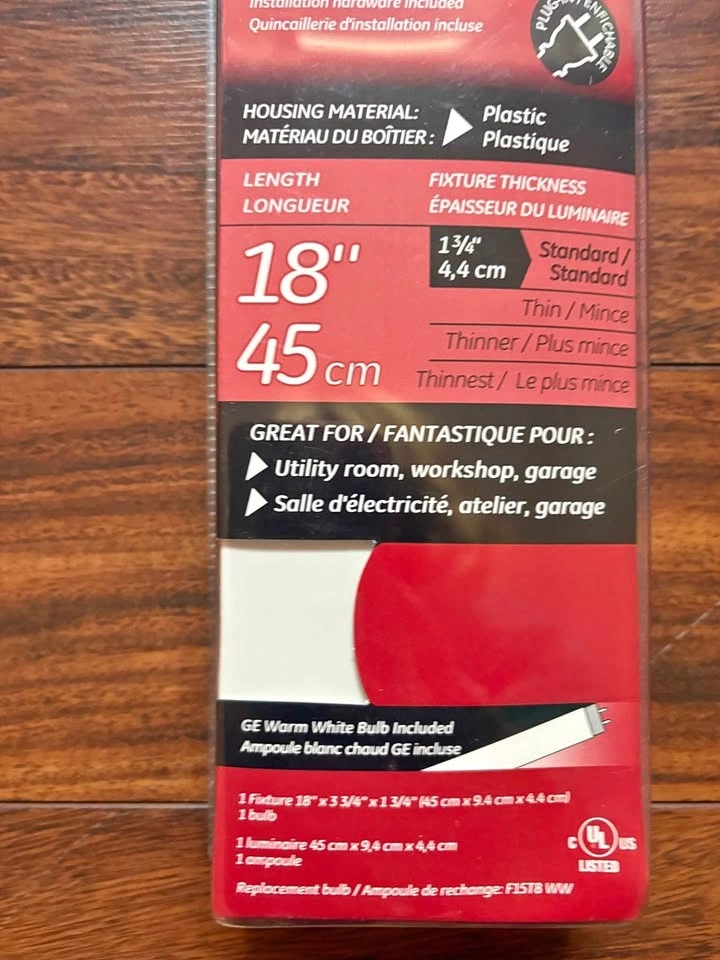 Installation hardware included
Quincaillerie d'installation incluse
PLUG-IN / ENFICHABLE
HOUSING MATERIAL:
MATÉRIAU DU BOÎTIER :
Plastic
Plastique
LENGTH
LONGUEUR
18"
45 cm
FIXTURE THICKNESS
ÉPAISSEUR DU LUMINAIRE
1 3/4"
4,4 cm
Standard /
Standard
Thin / Mince
Thinner / Plus mince
Thinnest / Le plus mince
GREAT FOR / FANTASTIQUE POUR :
Utility room, workshop, garage
Salle d'électricité, atelier, garage
GE Warm White Bulb Included
Ampoule blanc chaud GE incluse
1 Fixture 18" x 3 3/4" x 1 3/4" (45 cm x 9.4 cm x 4.4 cm)
1 bulb
1 luminaire 45 cm x 9,4 cm x 4,4 cm
1 ampoule
C UL US
LISTED
Replacement bulb / Ampoule de rechange: F15T8 WW